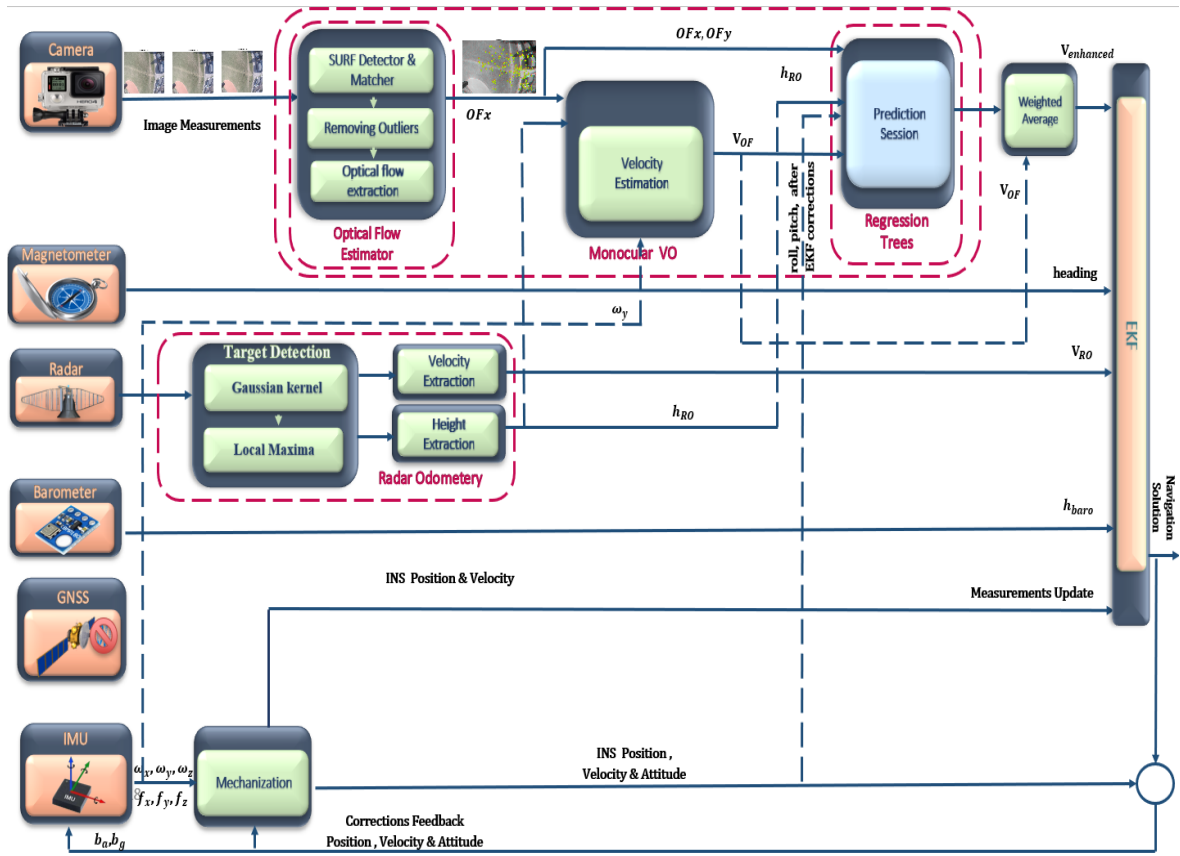 Camera
HERO4
Image Measurements
SURF Detector &
Matcher
Removing Outliers
Optical flow
extraction
Optical Flow
Estimator
OFx
OFx, OFy
Velocity
Estimation
Monocular VO
V_OF
h_RO
roll, pitch, after
EKF corrections
Prediction
Session
Regression
Trees
Weighted
Average
V_enhanced
V_OF
Magnetometer
heading
ω_y
EKF
Radar
Target Detection
Gaussian kernel
Local Maxima
Velocity
Extraction
Height
Extraction
Radar Odometery
V_RO
h_RO
Barometer
h_baro
Navigation
Solution
GNSS
INS Position & Velocity
Measurements Update
IMU
IMU
ω_x, ω_y, ω_z
8
f_x, f_y, f_z
Mechanization
INS Position ,
Velocity & Attitude
Corrections Feedback
Position , Velocity & Attitude
b_a,b_g